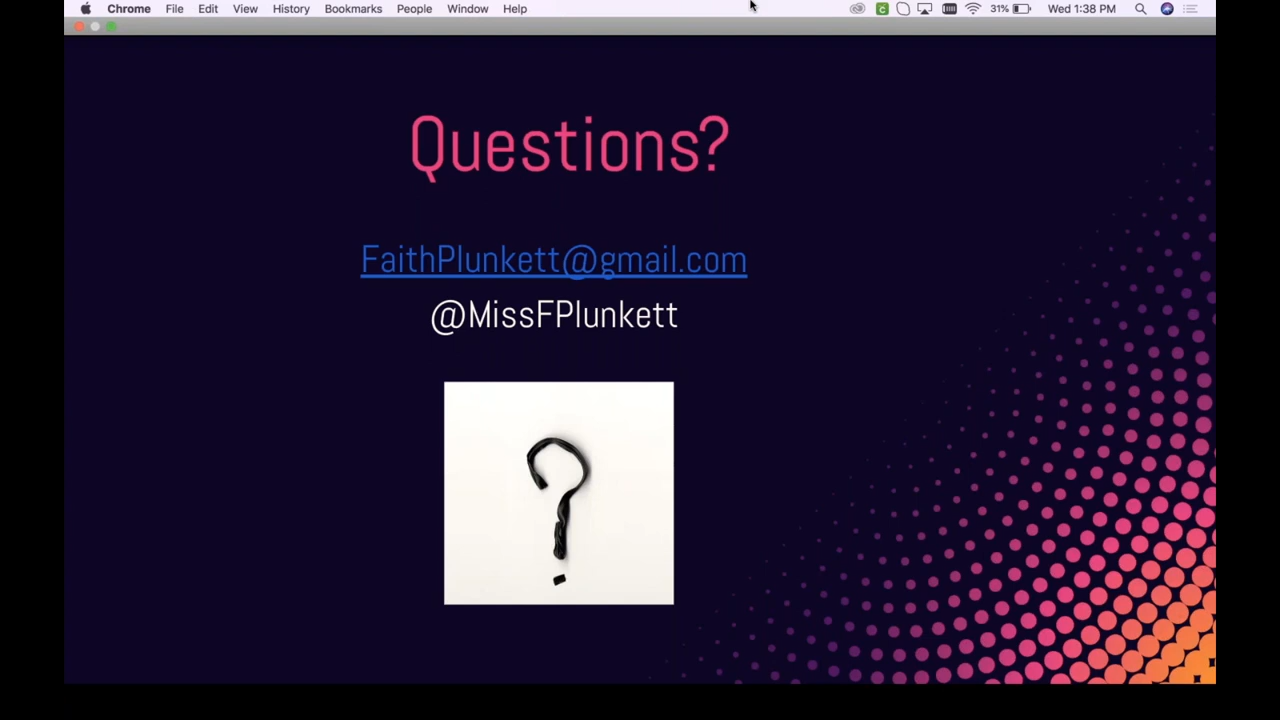 Chrome File Edit View History Bookmarks People Window Help 31% Wed 1:38 PM
Questions?
FaithPlunkett@gmail.com
@MissFPlunkett
?